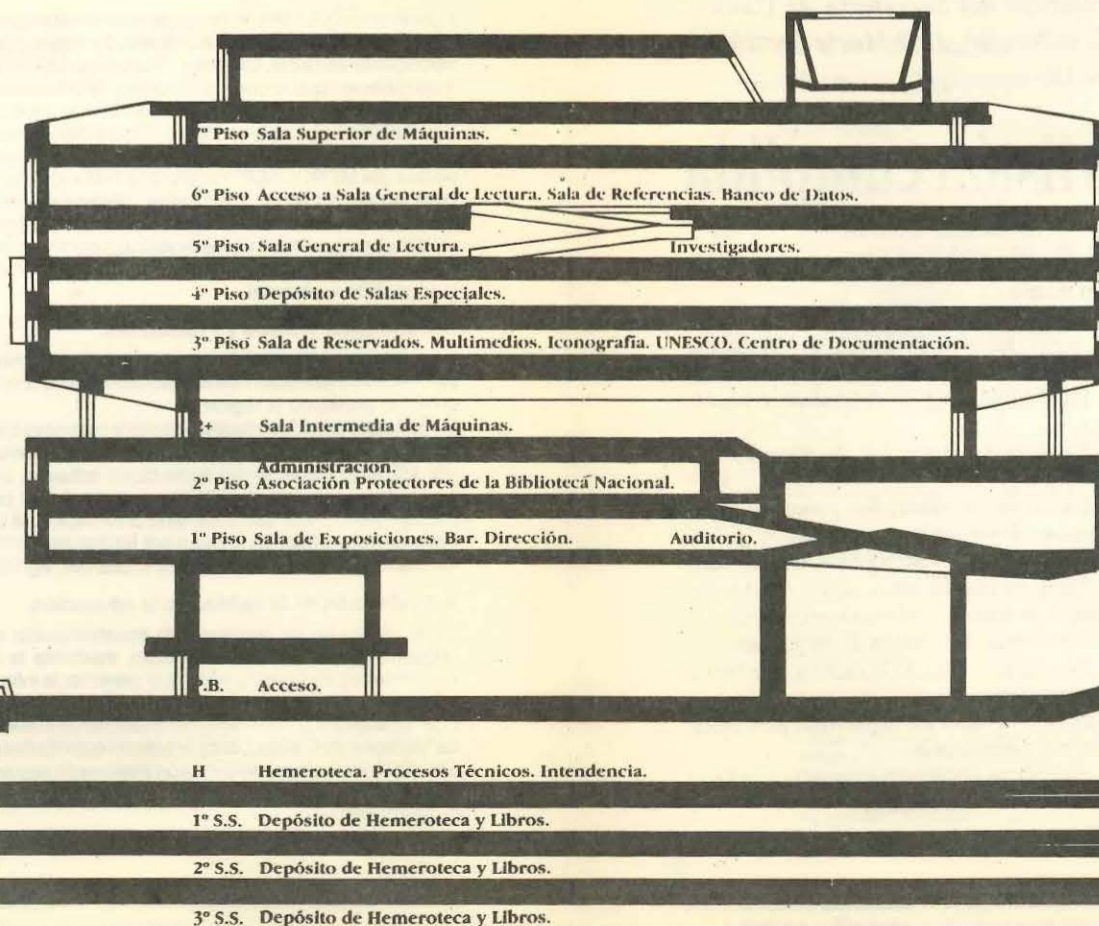 7º Piso Sala Superior de Máquinas.
6º Piso Acceso a Sala General de Lectura. Sala de Referencias. Banco de Datos.
5º Piso Sala General de Lectura. Investigadores.
4º Piso Depósito de Salas Especiales.
3º Piso Sala de Reservados. Multimedios. Iconografía. UNESCO. Centro de Documentación.
2+ Sala Intermedia de Máquinas.
Administracion.
2º Piso Asociación Protectores de la Biblioteca Nacional.
1º Piso Sala de Exposiciones. Bar. Dirección. Auditorio.
P.B. Acceso.
H Hemeroteca. Procesos Técnicos. Intendencia.
1º S.S. Depósito de Hemeroteca y Libros.
2º S.S. Depósito de Hemeroteca y Libros.
3º S.S. Depósito de Hemeroteca y Libros.